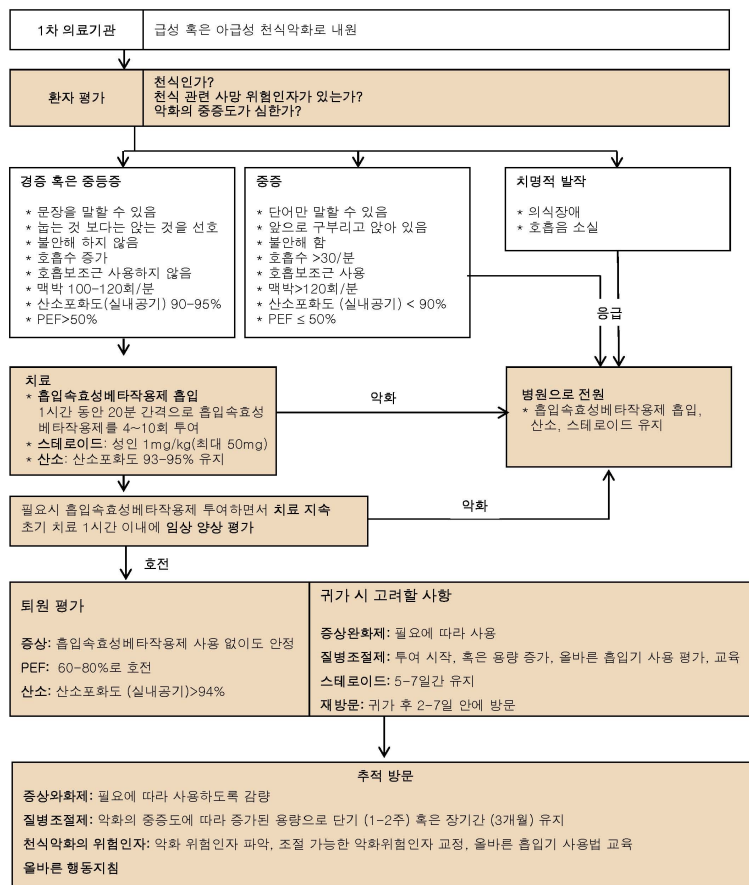 1차 의료기관
급성 혹은 아급성 천식악화로 내원
환자 평가
천식인가?
천식 관련 사망 위험인자가 있는가?
악화의 중증도가 심한가?
경증 혹은 중등증
* 문장을 말할 수 있음
* 눕는 것 보다는 앉는 것을 선호
* 불안해 하지 않음
* 호흡수 증가
* 호흡보조근 사용하지 않음
* 맥박 100-120회/분
* 산소포화도(실내공기) 90-95%
* PEF>50%
중증
* 단어만 말할 수 있음
* 앞으로 구부리고 앉아 있음
* 불안해 함
* 호흡수 >30/분
* 호흡보조근 사용
* 맥박>120회/분
* 산소포화도 (실내공기) < 90%
* PEF ≤ 50%
치명적 발작
* 의식장애
* 호흡음 소실
응급
치료
* 흡입속효성베타작용제 흡입
1시간 동안 20분 간격으로 흡입속효성
베타작용제를 4~10회 투여
* 스테로이드: 성인 1mg/kg(최대 50mg)
* 산소: 산소포화도 93-95% 유지
악화
병원으로 전원
* 흡입속효성베타작용제 흡입,
산소, 스테로이드 유지
필요시 흡입속효성베타작용제 투여하면서 치료 지속
초기 치료 1시간 이내에 임상 양상 평가
악화
호전
퇴원 평가
증상: 흡입속효성베타작용제 사용 없이도 안정
PEF: 60-80%로 호전
산소: 산소포화도 (실내공기)>94%
귀가 시 고려할 사항
증상완화제: 필요에 따라 사용
질병조절제: 투여 시작, 혹은 용량 증가, 올바른 흡입기 사용 평가, 교육
스테로이드: 5-7일간 유지
재방문: 귀가 후 2-7일 안에 방문
추적 방문
증상와화제: 필요에 따라 사용하도록 감량
질병조절제: 악화의 중증도에 따라 증가된 용량으로 단기 (1-2주) 혹은 장기간 (3개월) 유지
천식악화의 위험인자: 악화 위험인자 파악, 조절 가능한 악화위험인자 교정, 올바른 흡입기 사용법 교육
올바른 행동지침